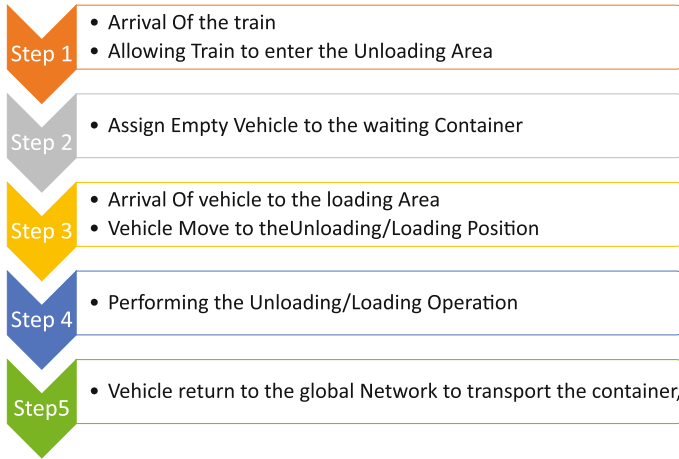 Step 1
• Arrival Of the train
• Allowing Train to enter the Unloading Area
Step 2
• Assign Empty Vehicle to the waiting Container
Step 3
• Arrival Of vehicle to the loading Area
• Vehicle Move to theUnloading/Loading Position
Step 4
• Performing the Unloading/Loading Operation
Step5
• Vehicle return to the global Network to transport the container,